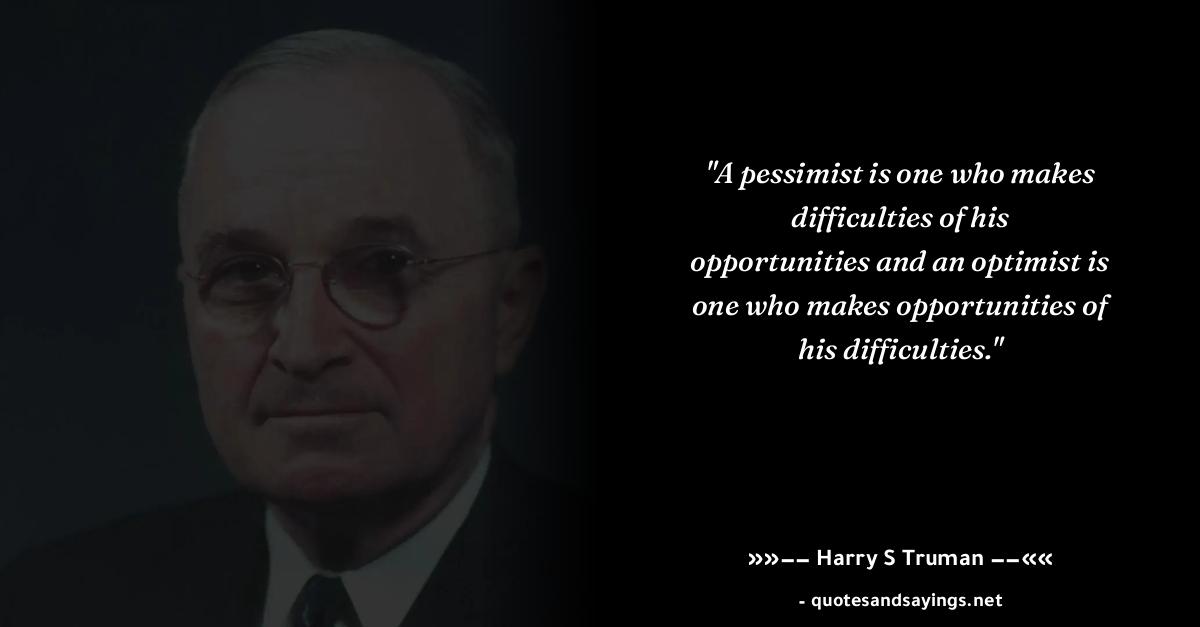 "A pessimist is one who makes
difficulties of his
opportunities and an optimist is
one who makes opportunities of
his difficulties."
»»−− Harry S Truman −−««
- quotesandsayings.net